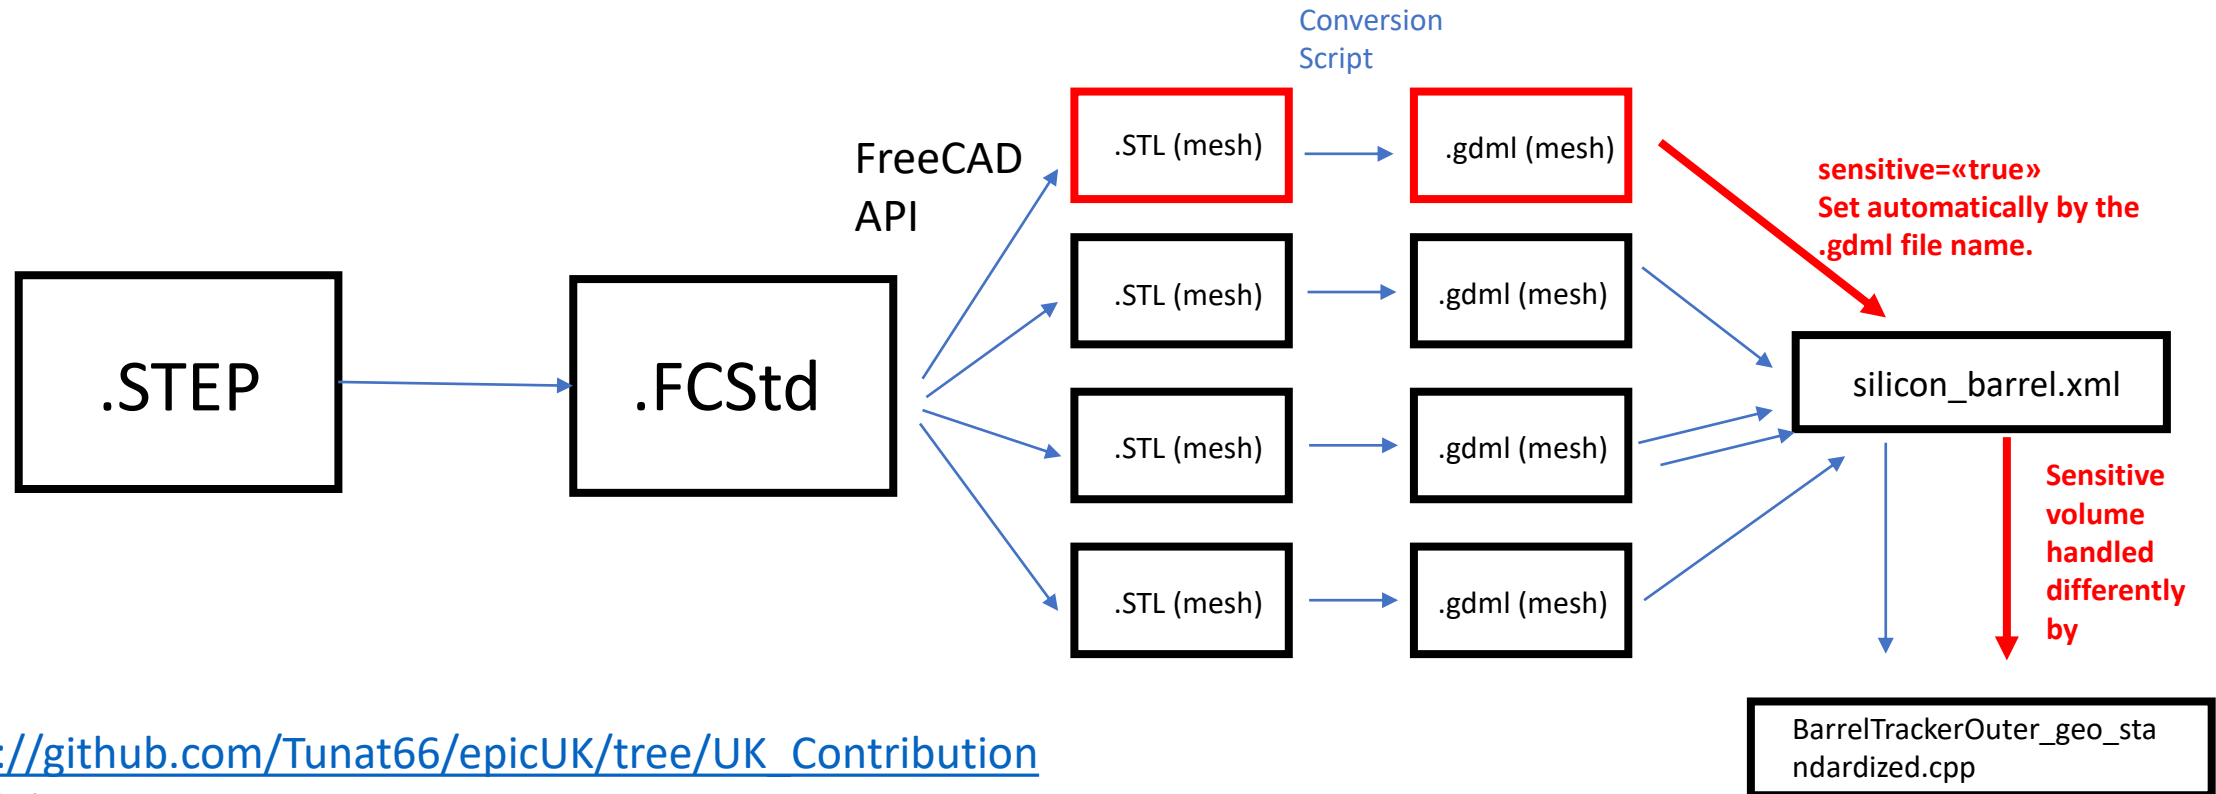 Conversion
Script
FreeCAD
API
.STEP
.FCStd
.STL (mesh)
.gdml (mesh)
.STL (mesh)
.gdml (mesh)
.STL (mesh)
.gdml (mesh)
.STL (mesh)
.gdml (mesh)
sensitive=«true»
Set automatically by the
.gdml file name.
silicon_barrel.xml
Sensitive
volume
handled
differently
by
BarrelTrackerOuter_geo_sta
ndardized.cpp
://github.com/Tunat66/epicUK/tree/UK_Contribution